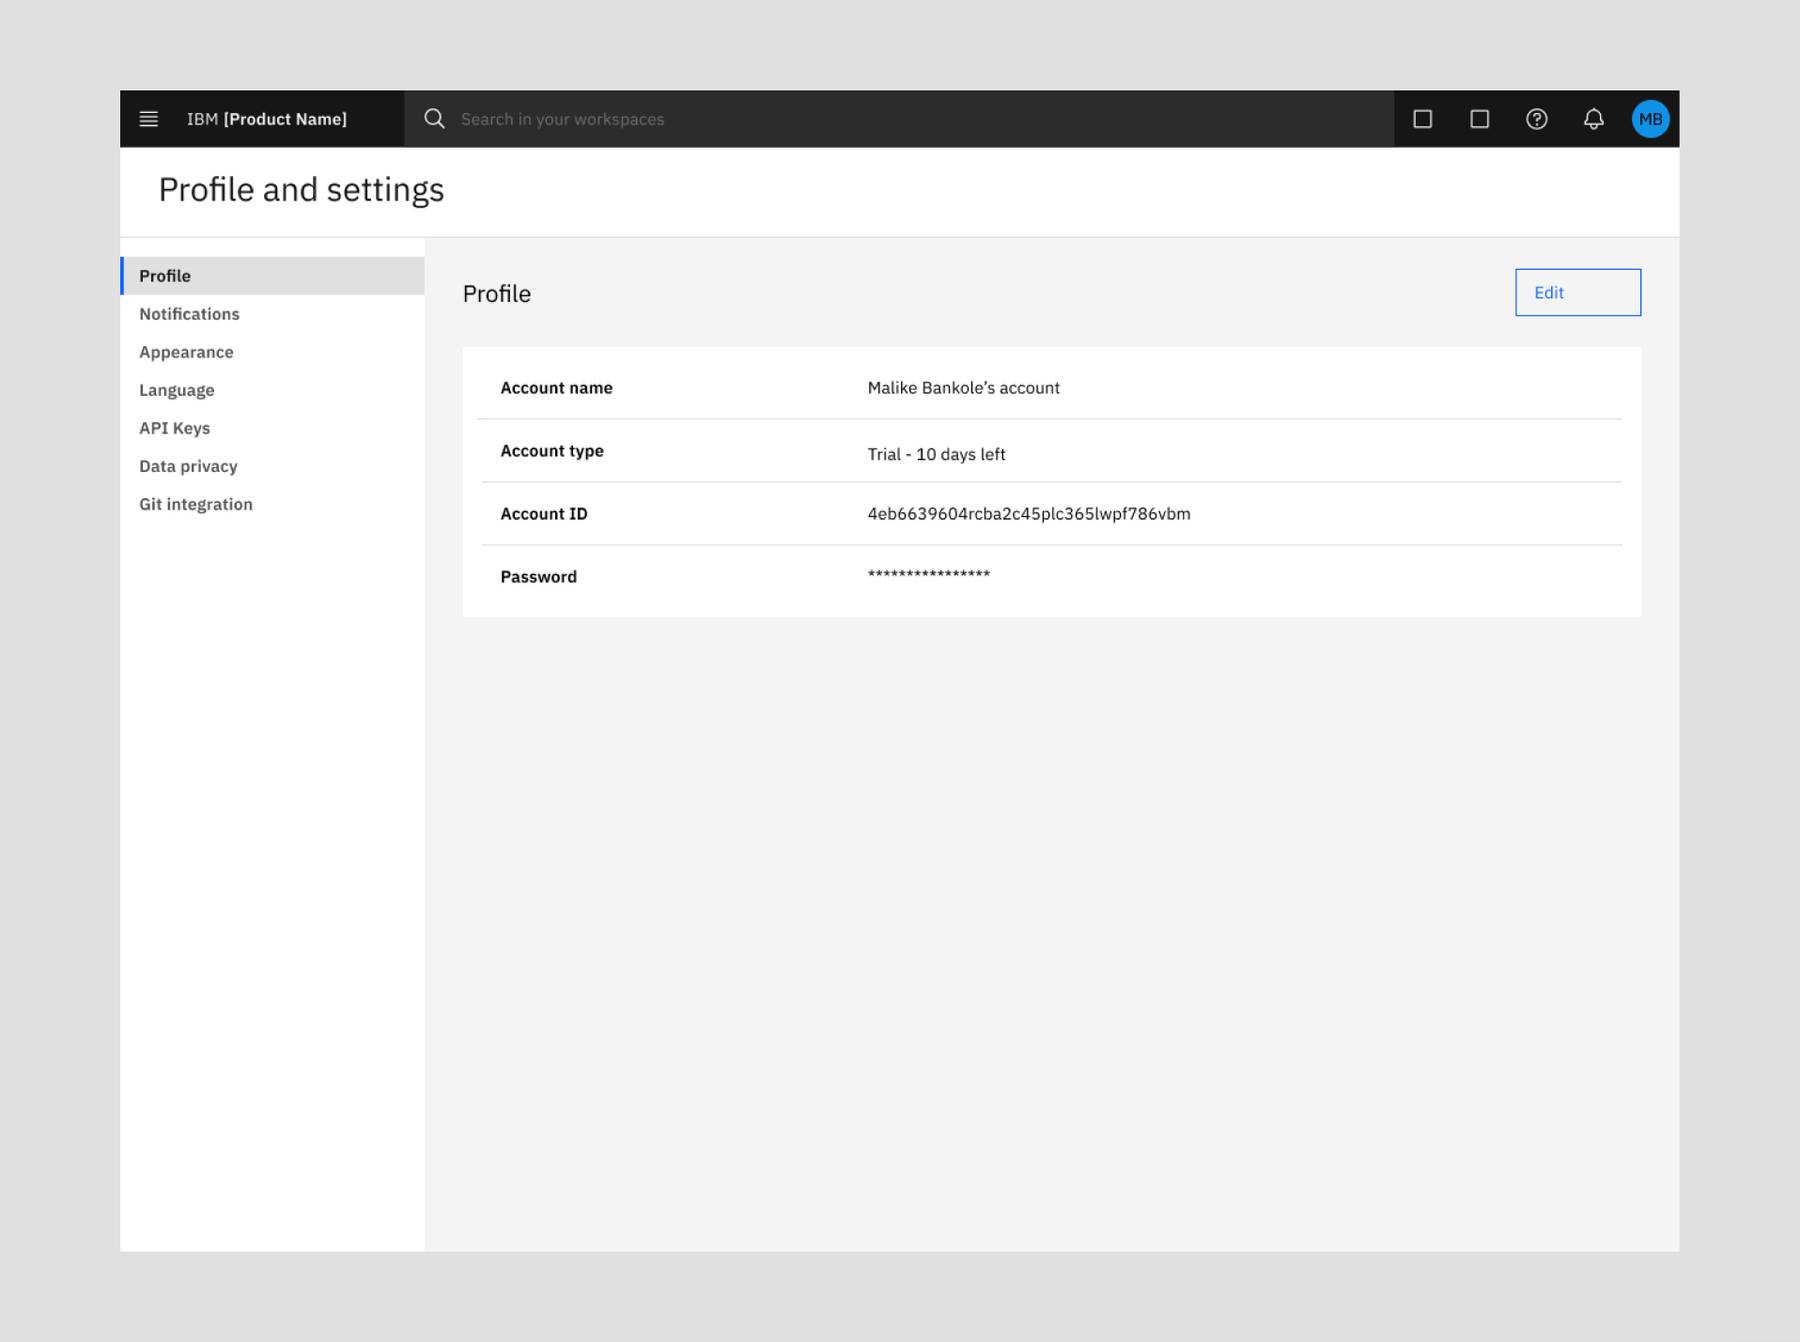 IBM [Product Name]
Search in your workspaces
MB
Profile and settings
Profile
Notifications
Appearance
Language
API Keys
Data privacy
Git integration
Profile
Edit
Account name
Malike Bankole’s account
Account type
Trial - 10 days left
Account ID
4eb6639604rcba2c45plc365lwpf786vbm
Password
****************